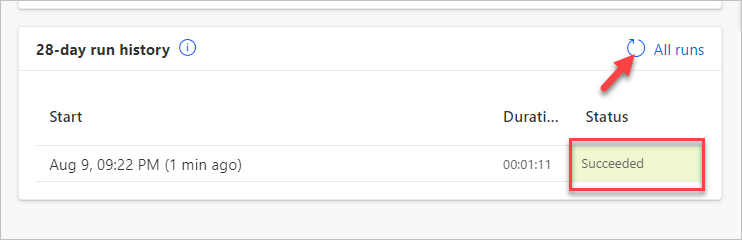 28-day run history
All runs
Start Durati... Status
Aug 9, 09:22 PM (1 min ago) 00:01:11 Succeeded